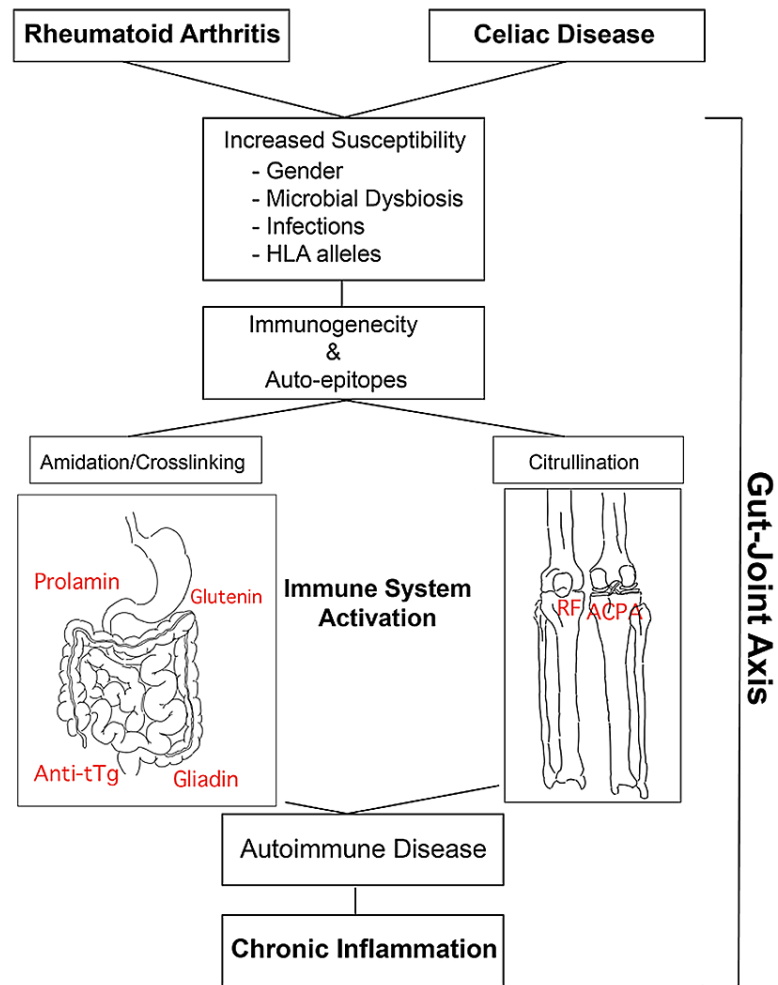 Rheumatoid Arthritis
Celiac Disease
Increased Susceptibility
- Gender
- Microbial Dysbiosis
- Infections
- HLA alleles
Immunogenecity
&
Auto-epitopes
Amidation/Crosslinking
Citrullination
Prolamin
Glutenin
Anti-tTg
Gliadin
Immune System
Activation
RF
ACPA
Autoimmune Disease
Chronic Inflammation
Gut-Joint Axis